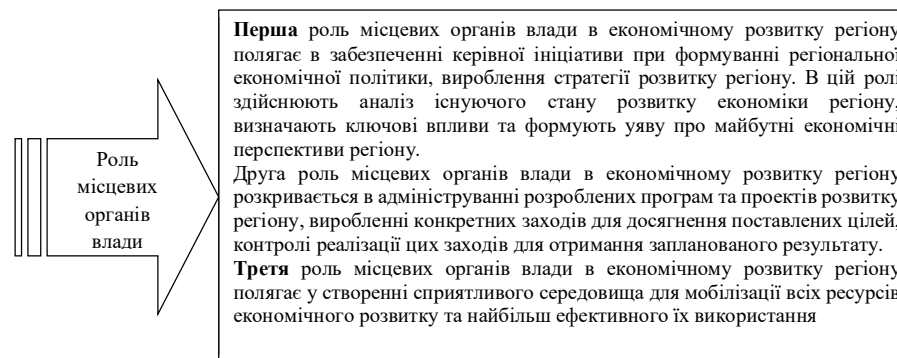 Роль
місцевих
органів
влади
Перша роль місцевих органів влади в економічному розвитку регіону
полягає в забезпеченні керівної ініціативи при формуванні регіональної
економічної політики, вироблення стратегії розвитку регіону. В цій ролі
здійснюють аналіз існуючого стану розвитку економіки регіону,
визначають ключові впливи та формують уяву про майбутні економічні
перспективи регіону.
Друга роль місцевих органів влади в економічному розвитку регіону
розкривається в адмініструванні розроблених програм та проектів розвитку
регіону, виробленні конкретних заходів для досягнення поставлених цілей,
контролі реалізації цих заходів для отримання запланованого результату.
Третя роль місцевих органів влади в економічному розвитку регіону
полягає у створенні сприятливого середовища для мобілізації всіх ресурсів
економічного розвитку та найбільш ефективного їх використання